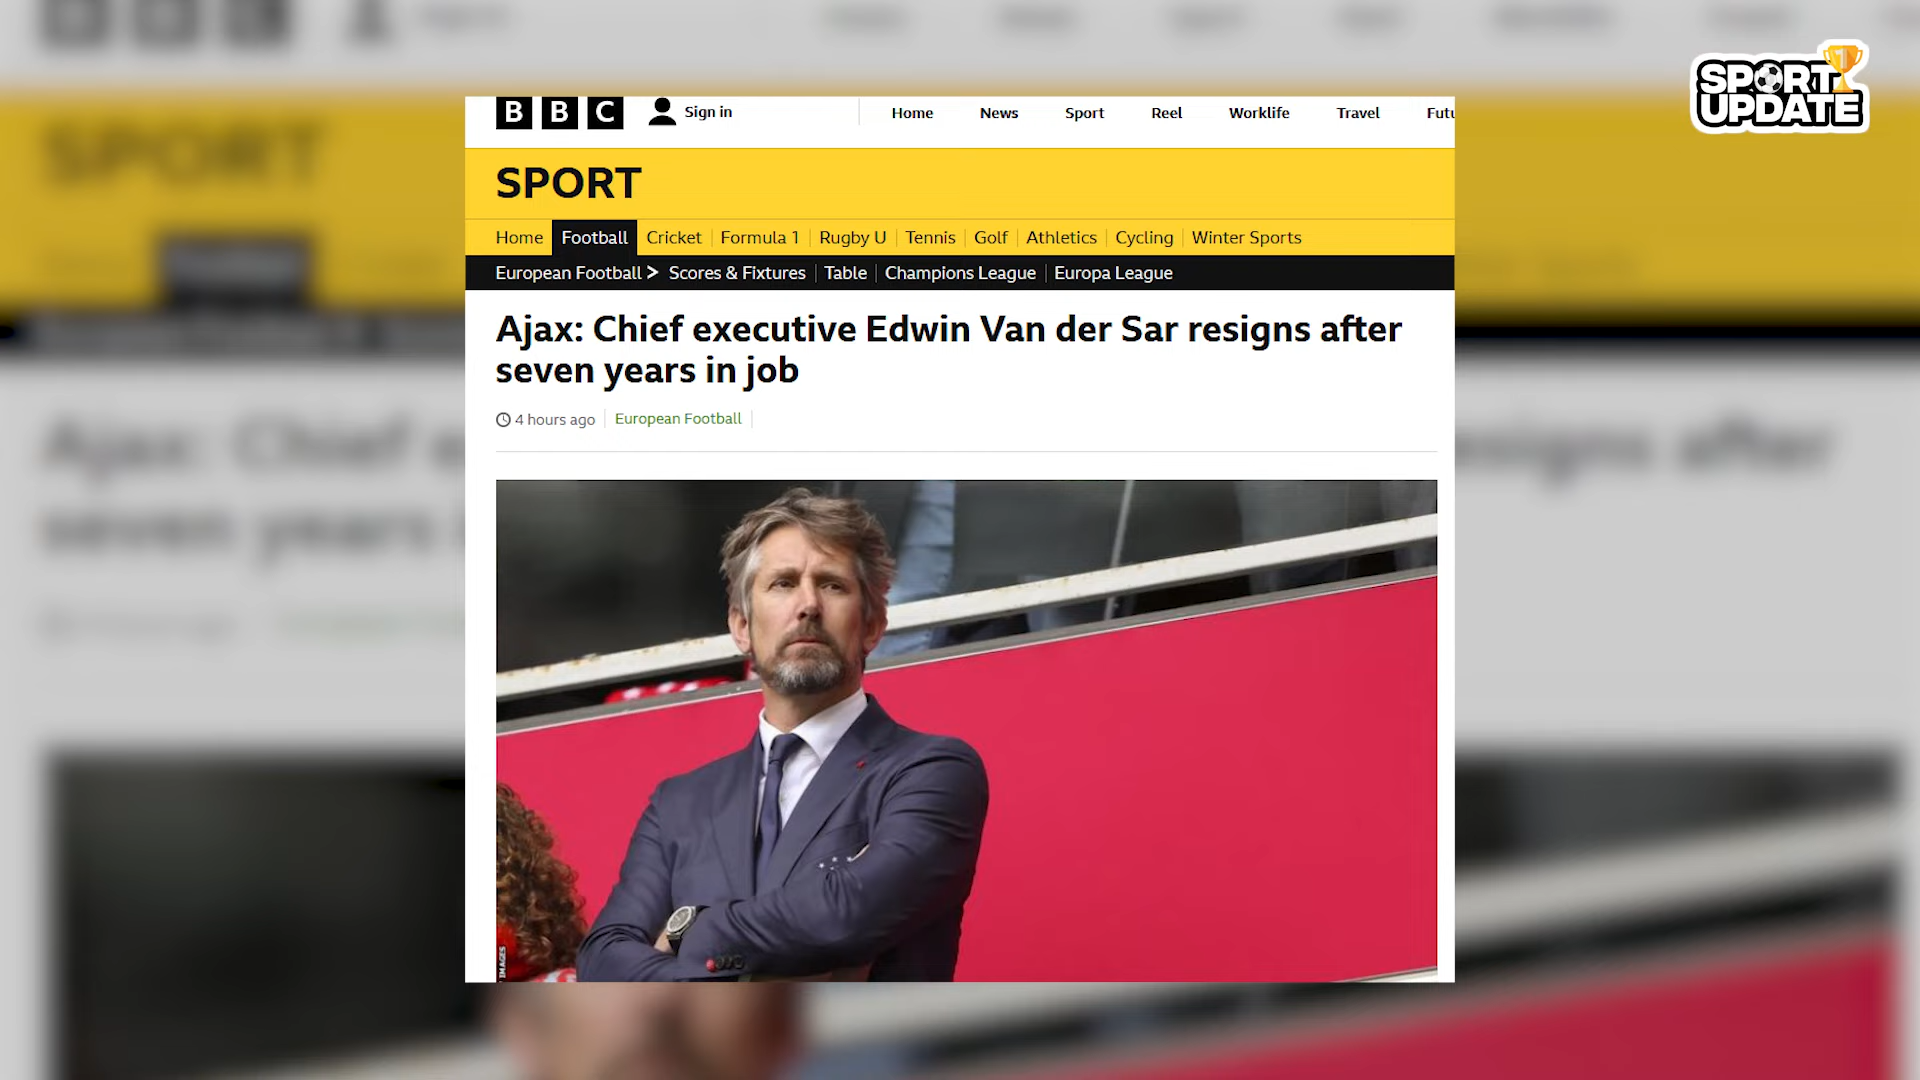 BBC Sign in Home News Sport Reel Worklife Travel
SPORT UPDATE
SPORT
Home Football Cricket Formula 1 Rugby U Tennis Golf Athletics Cycling Winter Sports
European Football > Scores & Fixtures Table Champions League Europa League
Ajax: Chief executive Edwin Van der Sar resigns after
seven years in job
4 hours ago European Football
IMAGES